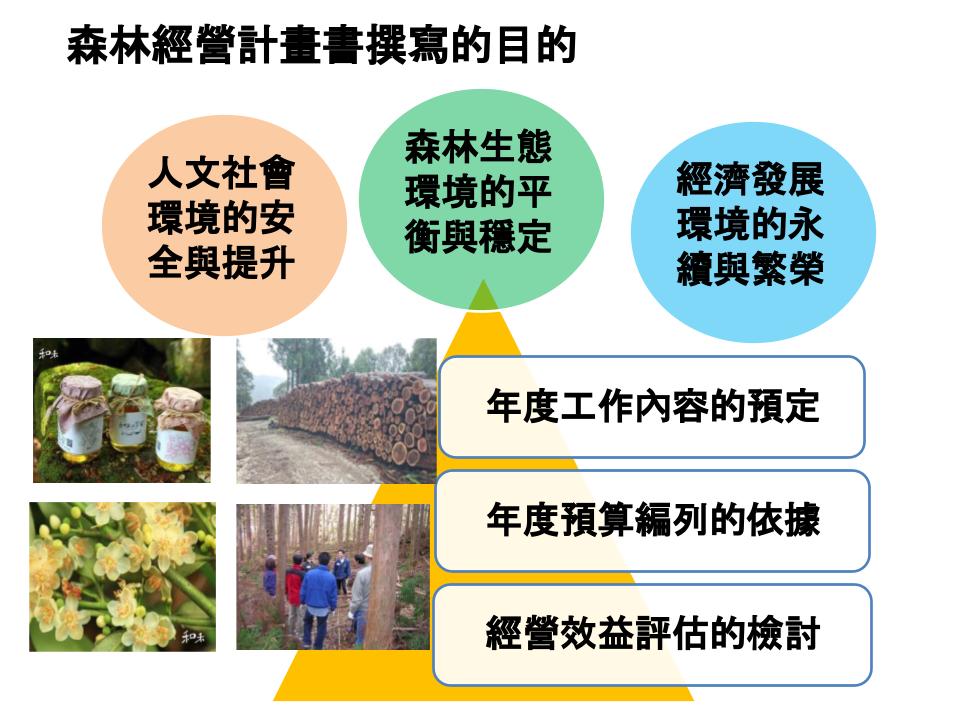 森林經營計畫書撰寫的目的
人文社會
環境的安
全與提升
森林生態
環境的平
衡與穩定
經濟發展
環境的永
續與繁榮
和未
年度工作內容的預定
年度預算編列的依據
和未
經營效益評估的檢討